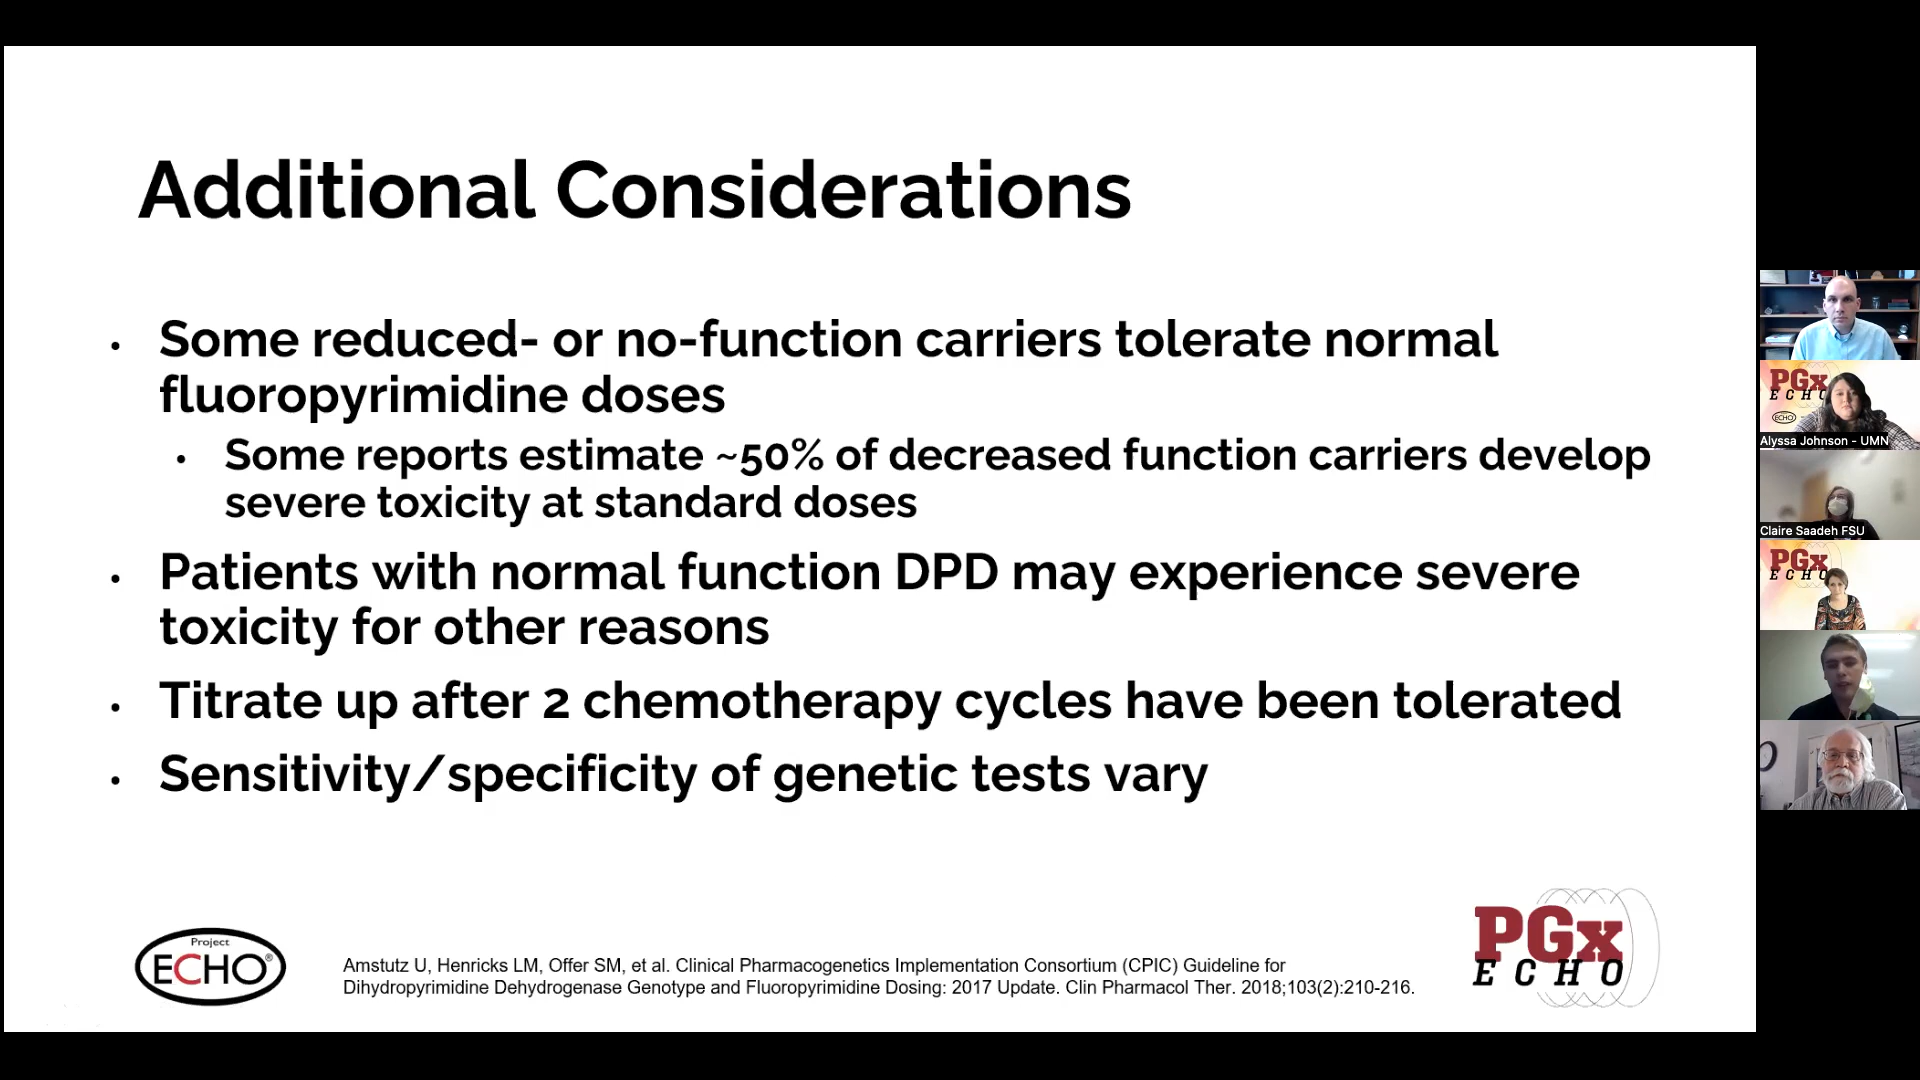 Additional Considerations
Some reduced- or no-function carriers tolerate normal
fluoropyrimidine doses
Some reports estimate ~50% of decreased function carriers develop
severe toxicity at standard doses
Patients with normal function DPD may experience severe
toxicity for other reasons
Titrate up after 2 chemotherapy cycles have been tolerated
Sensitivity/specificity of genetic tests vary
Project
ECHO®
Amstutz U, Henricks LM, Offer SM, et al. Clinical Pharmacogenetics Implementation Consortium (CPIC) Guideline for
Dihydropyrimidine Dehydrogenase Genotype and Fluoropyrimidine Dosing: 2017 Update. Clin Pharmacol Ther. 2018;103(2):210-216.
PGx
ECHO
PGx
ECHO
ECHO
Alyssa Johnson - UMN
Claire Saadeh FSU
PGx
ECHO